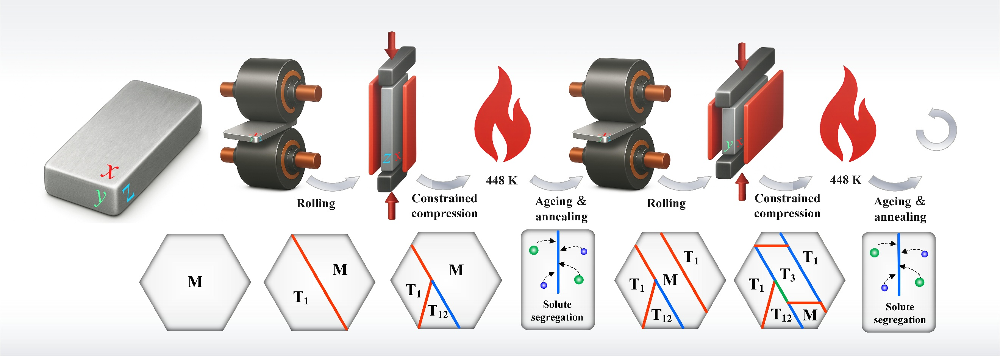 x
y z
x
y z
Rolling
z x
Constrained
compression
448 K
Ageing &
annealing
x
y z
Rolling
y x
Constrained
compression
448 K
Ageing &
annealing
M
T1
M
T1
M
T12
Solute
segregation
T1
M
T1
T12
T1
T3
T1
T12
M
Solute
segregation